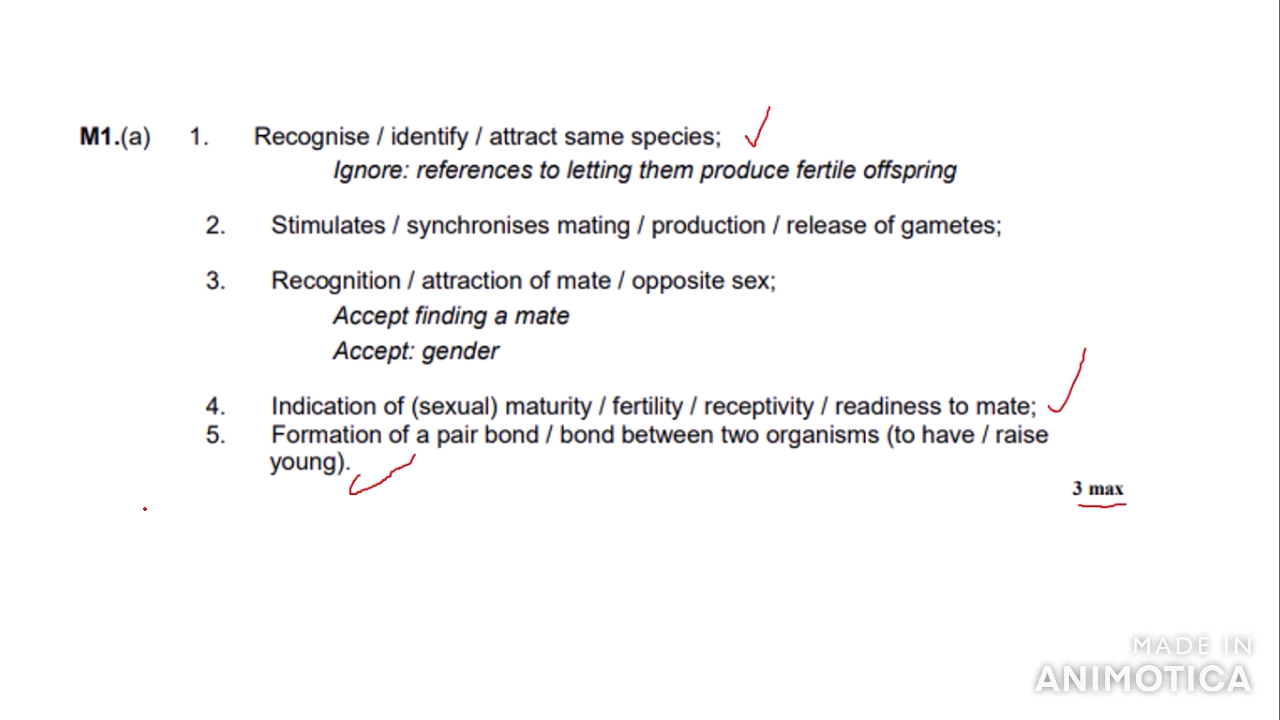 M1.(a) 1. Recognise / identify / attract same species;
Ignore: references to letting them produce fertile offspring
2. Stimulates / synchronises mating / production / release of gametes;
3. Recognition / attraction of mate / opposite sex;
Accept finding a mate
Accept: gender
4. Indication of (sexual) maturity / fertility / receptivity / readiness to mate;
5. Formation of a pair bond / bond between two organisms (to have / raise
young).
3 max
MADE IN
ANIMOTICA